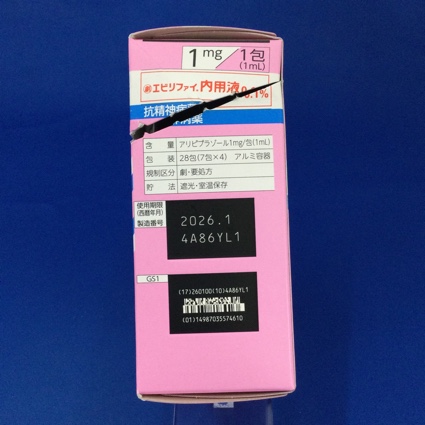 1mg/1包
(1mL)
劇 エビリファイ® 内用液0.1%
抗精神病薬
含量 アリピプラゾール1mg/包(1mL)
包装 28包(7包×4) アルミ容器
規制区分 劇・要処方
貯法 遮光・室温保存
使用期限
(西暦年月)
製造番号
2026.1
4A86YL1
GS1
(17)260100(10)4A86YL1
(01)14987035574610